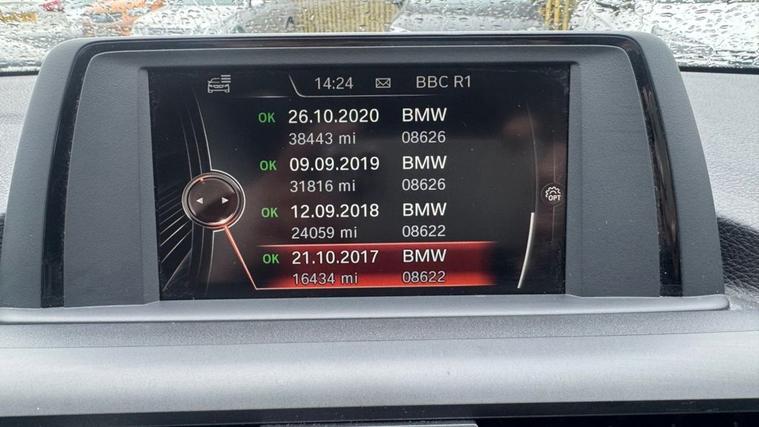 14:24 BBC R1
OK 26.10.2020 BMW
38443 mi 08626
OK 09.09.2019 BMW
31816 mi 08626
OK 12.09.2018 BMW
24059 mi 08622
OK 21.10.2017 BMW
16434 mi 08622
OPT